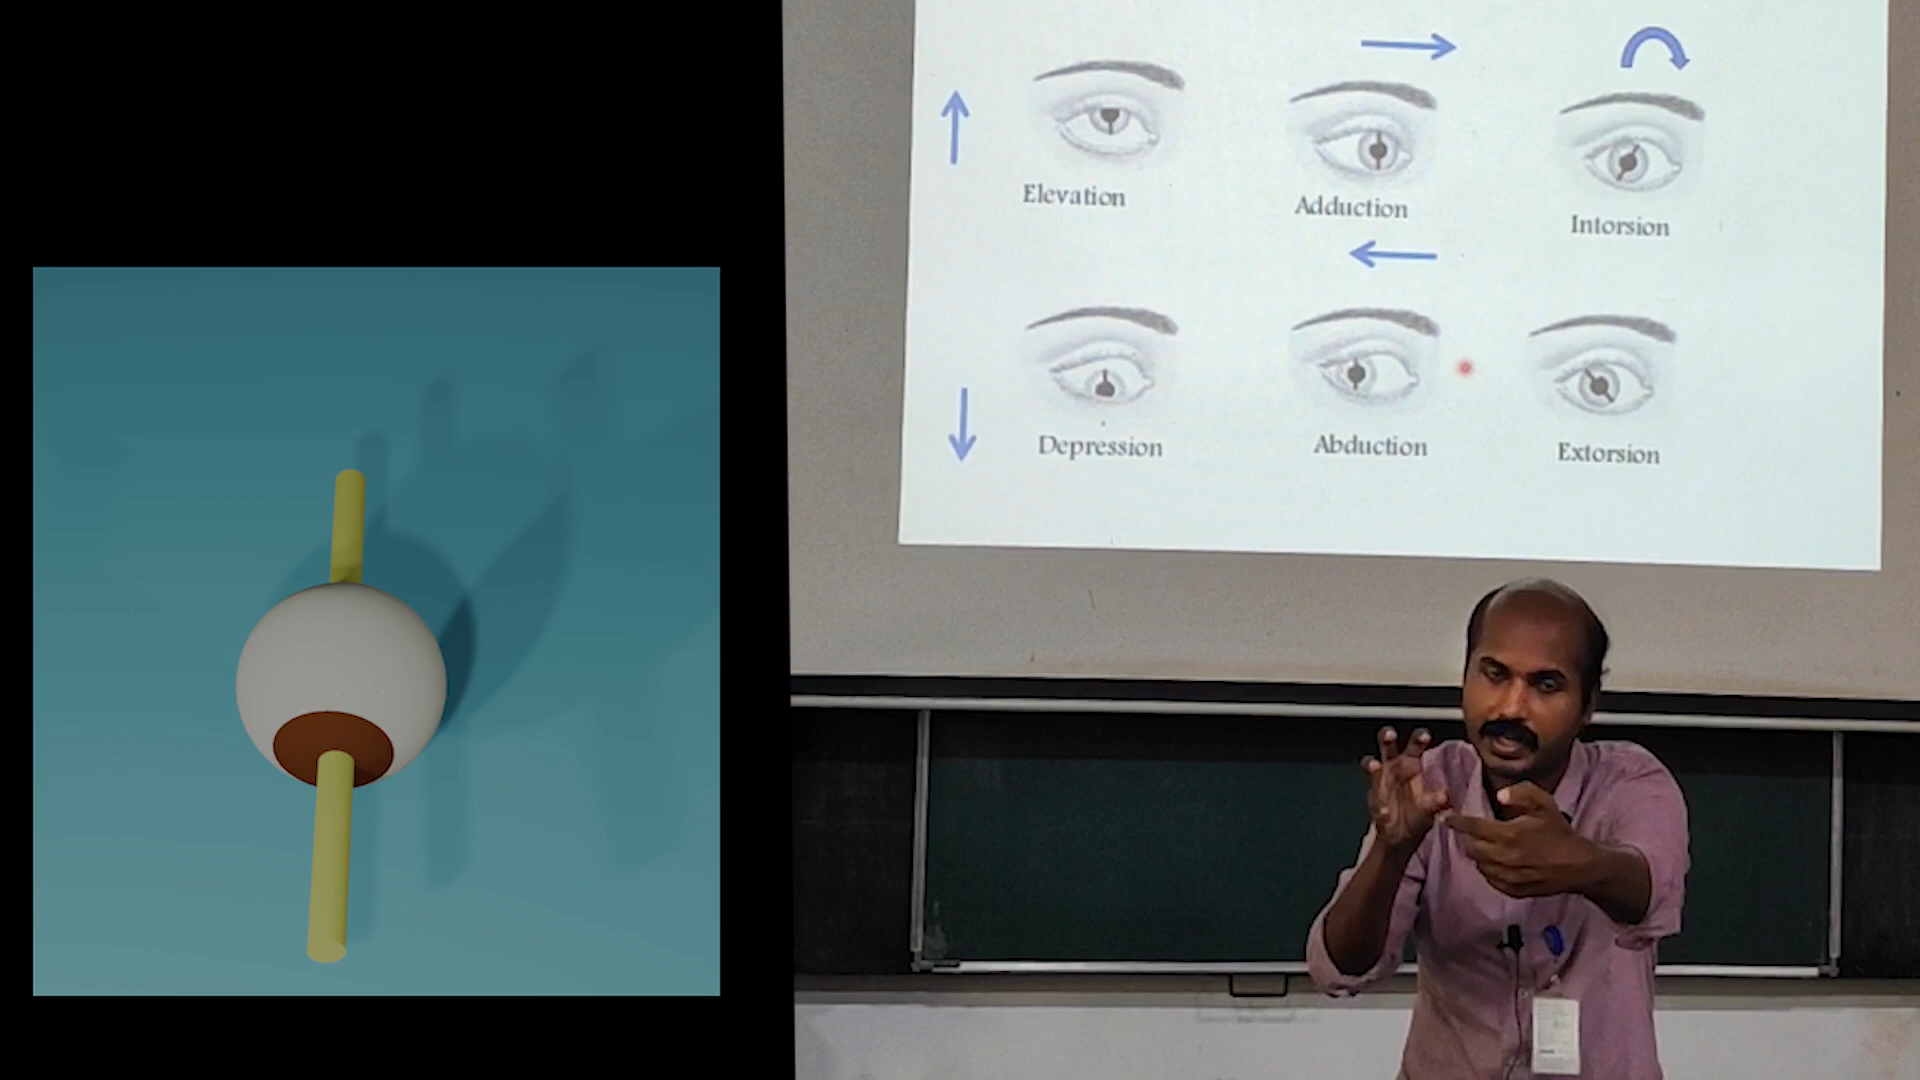 Elevation
Adduction
Intorsion
Depression
Abduction
Extorsion